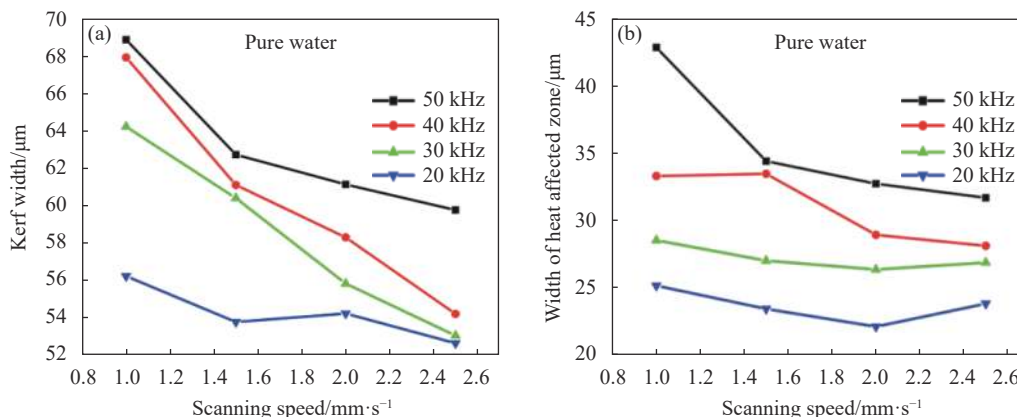 (a)
Pure water
50 kHz
40 kHz
30 kHz
20 kHz
70
68
66
64
62
60
58
56
54
52
Kerf width/μm
0.8 1.0 1.2 1.4 1.6 1.8 2.0 2.2 2.4 2.6
Scanning speed/mm·s⁻¹
(b)
Pure water
50 kHz
40 kHz
30 kHz
20 kHz
45
40
35
30
25
20
Width of heat affected zone/μm
0.8 1.0 1.2 1.4 1.6 1.8 2.0 2.2 2.4 2.6
Scanning speed/mm·s⁻¹